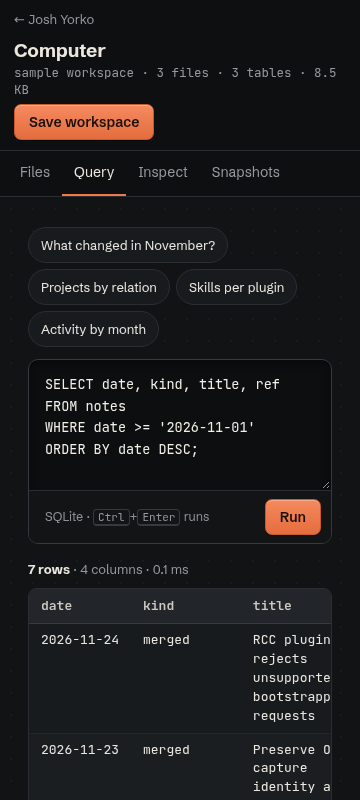 ← Josh Yorko
Computer
sample workspace · 3 files · 3 tables · 8.5
KB
Save workspace
Files Query Inspect Snapshots
What changed in November?
Projects by relation Skills per plugin
Activity by month
SELECT date, kind, title, ref
FROM notes
WHERE date >= '2026-11-01'
ORDER BY date DESC;
SQLite · Ctrl+Enter runs Run
7 rows · 4 columns · 0.1 ms
date kind title
2026-11-24 merged RCC plugin
rejects
unsupporte
bootstrapp
requests
2026-11-23 merged Preserve O
capture
identity a